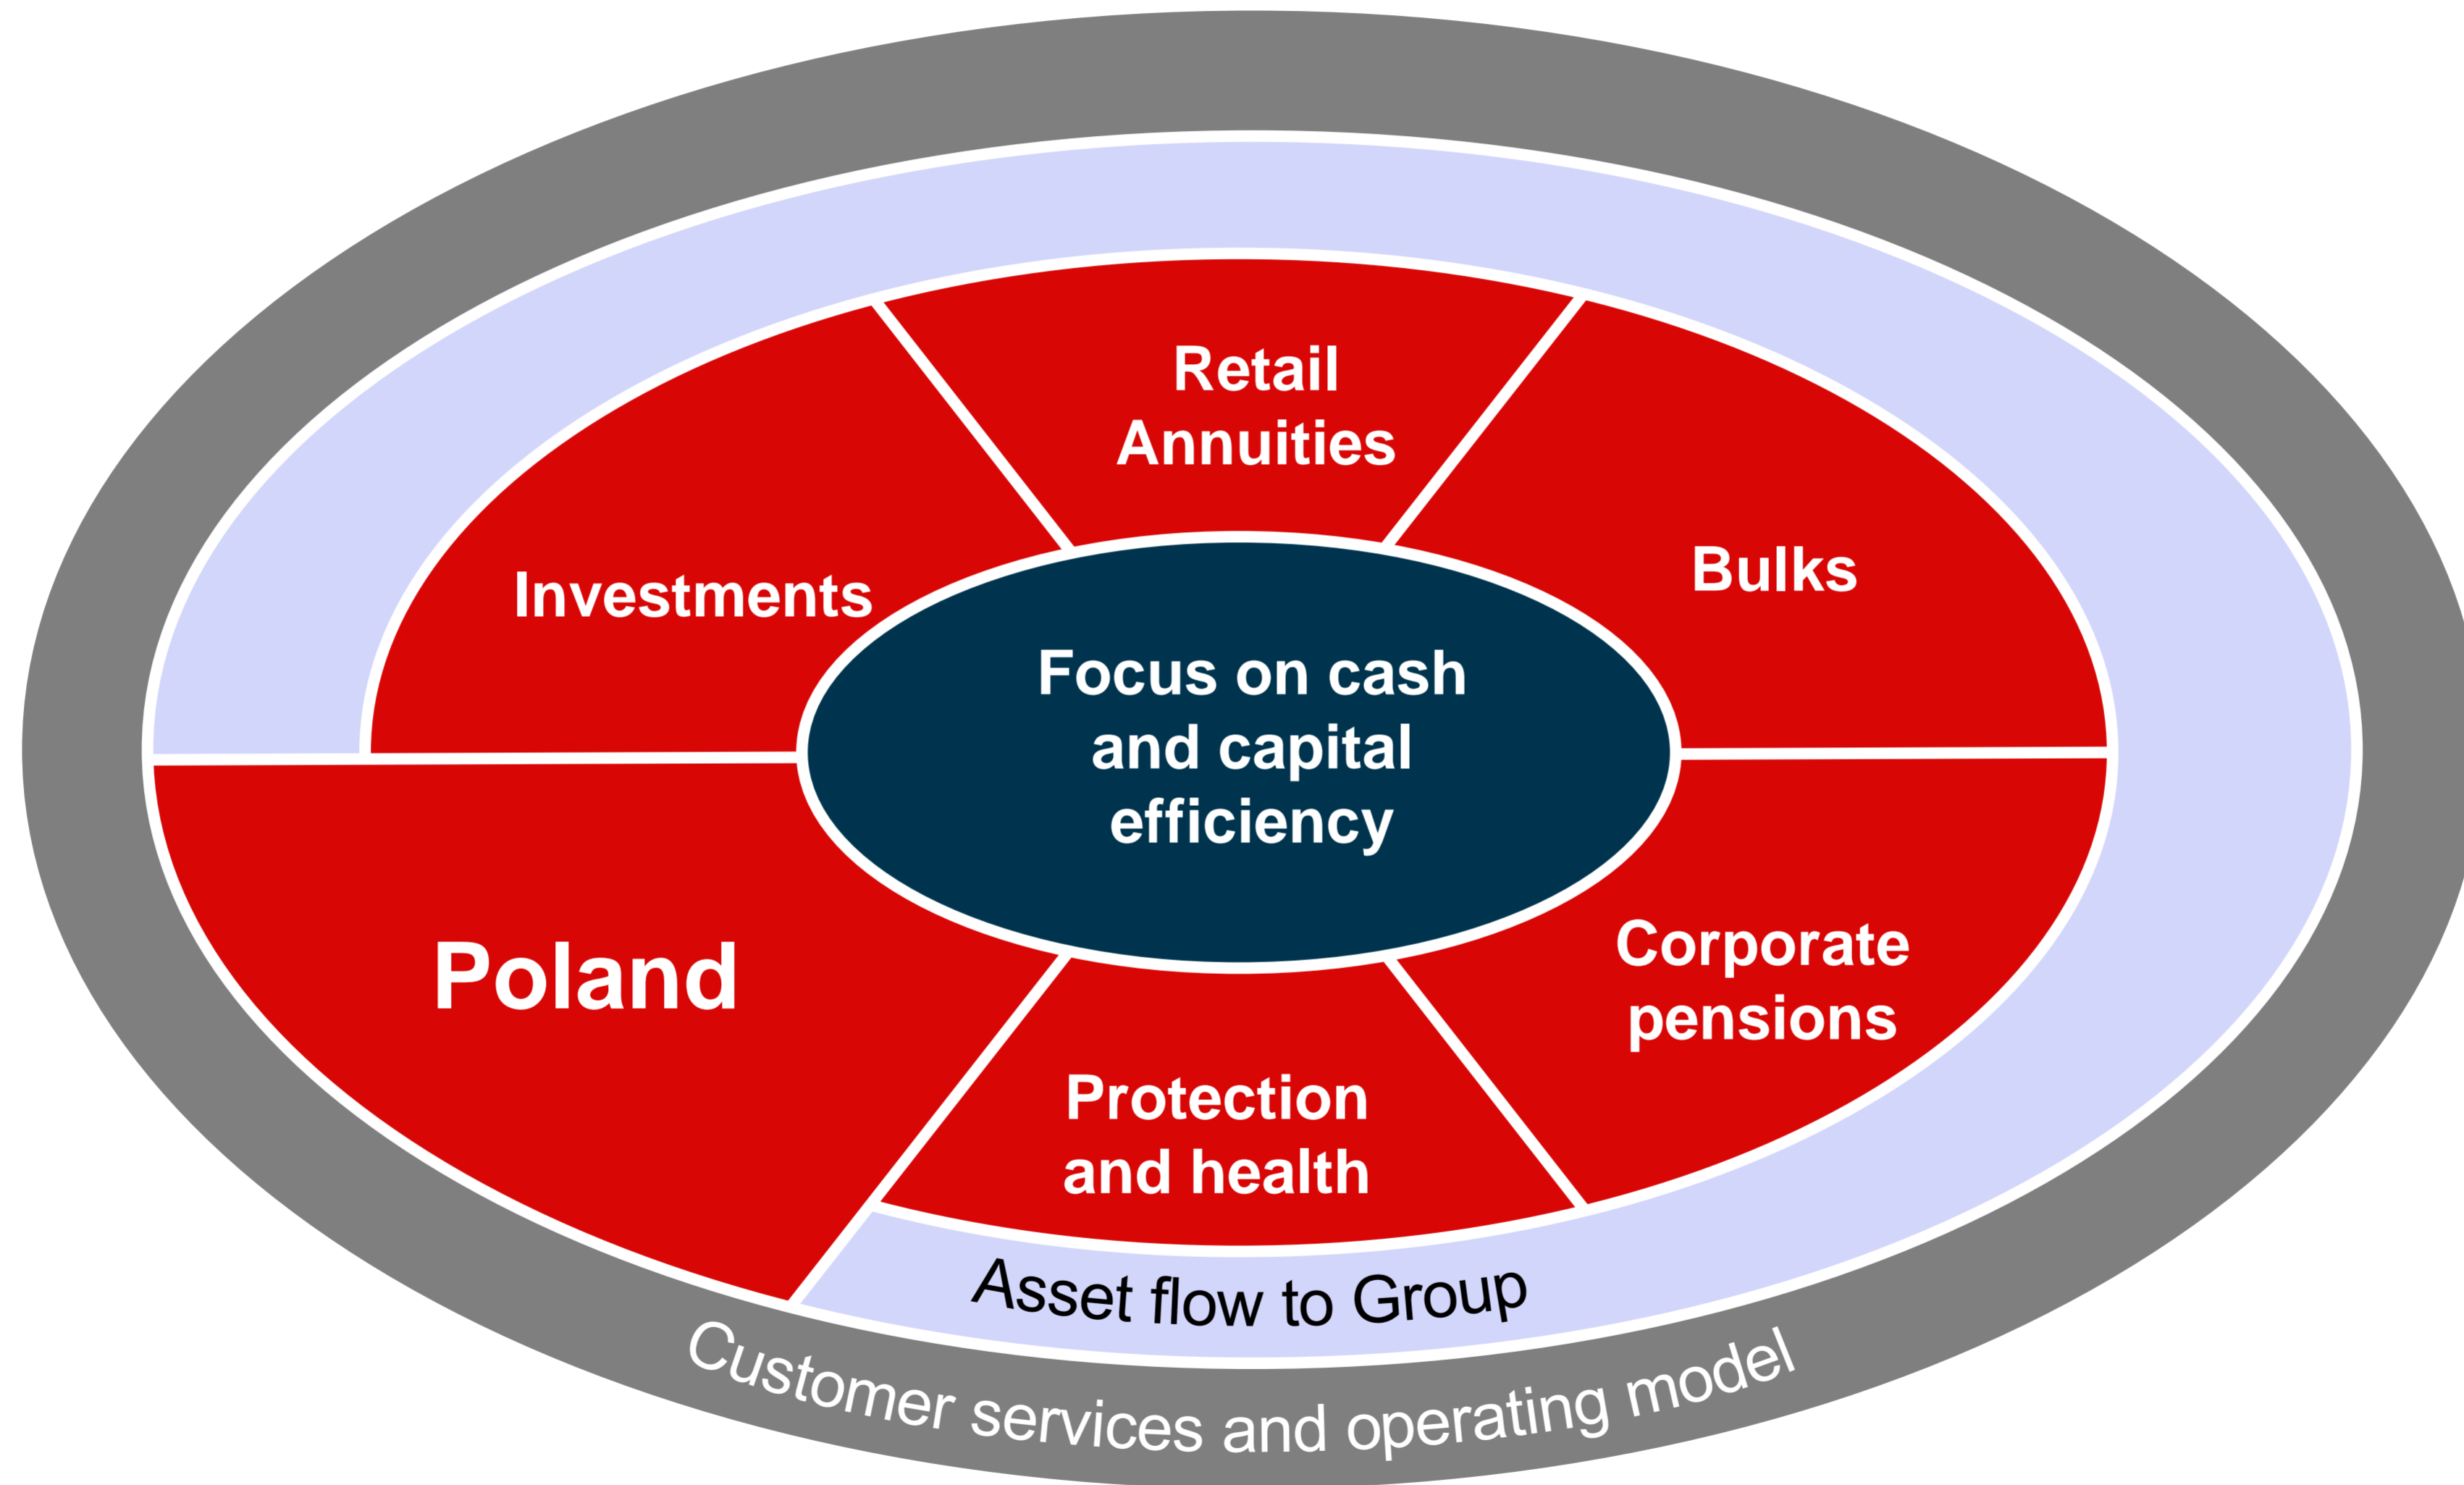 Retail
Annuities
Investments
Bulks
Focus on cash
and capital
efficiency
Poland
Corporate
pensions
Protection
and health
Asset flow to Group
Customer services and operating model